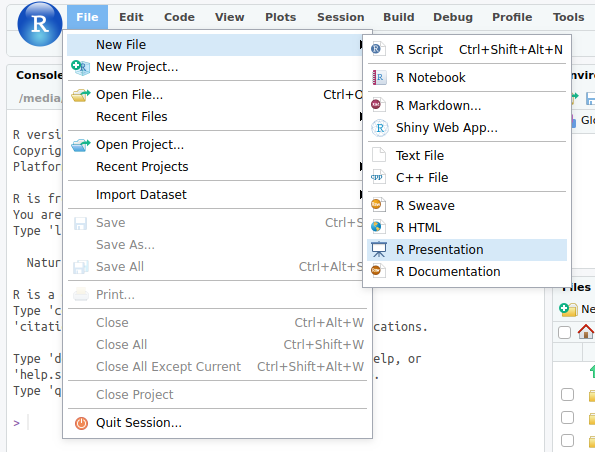 R
File Edit Code View Plots Session Build Debug Profile Tools
New File
New Project...
Open File... Ctrl+O
Recent Files
Open Project...
Recent Projects
Import Dataset
Save Ctrl+S
Save As...
Save All Ctrl+Alt+S
Print...
Close Ctrl+Alt+W
Close All Ctrl+Shift+W
Close All Except Current Ctrl+Shift+Alt+W
Close Project
Quit Session...
R Script Ctrl+Shift+Alt+N
R Notebook
R Markdown...
Shiny Web App...
Text File
C++ File
R Sweave
R HTML
R Presentation
R Documentation
Console
/media/
R versi
Copyrig
Platfor
R is fr
You are
Type 'l
Natur
R is a
Type 'c
'citati cations.
Type 'd elp, or
'help.s .
Type 'q
>
Files
Ne